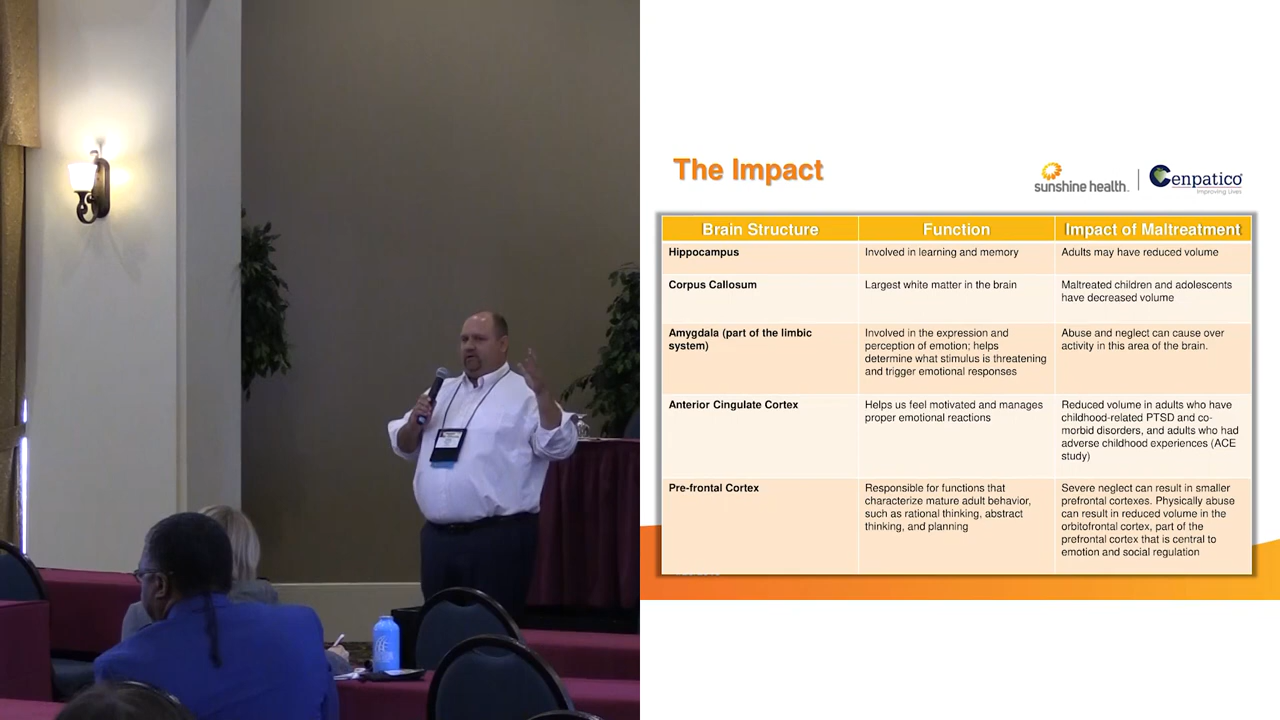 The Impact
sunshine health.
Cenpatico®
Improving Lives
Brain Structure
Function
Impact of Maltreatment
Hippocampus
Involved in learning and memory
Adults may have reduced volume
Corpus Callosum
Largest white matter in the brain
Maltreated children and adolescents
have decreased volume
Amygdala (part of the limbic
system)
Involved in the expression and
perception of emotion; helps
determine what stimulus is threatening
and trigger emotional responses
Abuse and neglect can cause over
activity in this area of the brain.
Anterior Cingulate Cortex
Helps us feel motivated and manages
proper emotional reactions
Reduced volume in adults who have
childhood-related PTSD and co-
morbid disorders, and adults who had
adverse childhood experiences (ACE
study)
Pre-frontal Cortex
Responsible for functions that
characterize mature adult behavior,
such as rational thinking, abstract
thinking, and planning
Severe neglect can result in smaller
prefrontal cortexes. Physically abuse
can result in reduced volume in the
orbitofrontal cortex, part of the
prefrontal cortex that is central to
emotion and social regulation